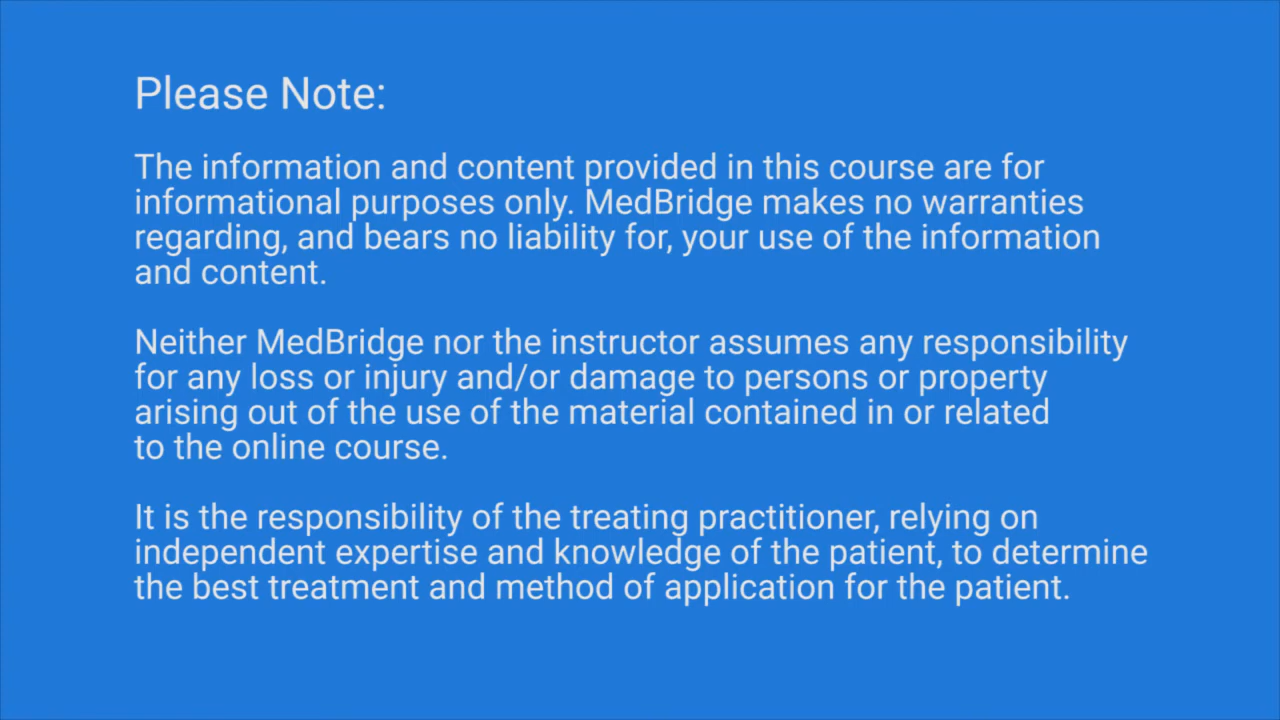 Please Note:
The information and content provided in this course are for
informational purposes only. MedBridge makes no warranties
regarding, and bears no liability for, your use of the information
and content.
Neither MedBridge nor the instructor assumes any responsibility
for any loss or injury and/or damage to persons or property
arising out of the use of the material contained in or related
to the online course.
It is the responsibility of the treating practitioner, relying on
independent expertise and knowledge of the patient, to determine
the best treatment and method of application for the patient.